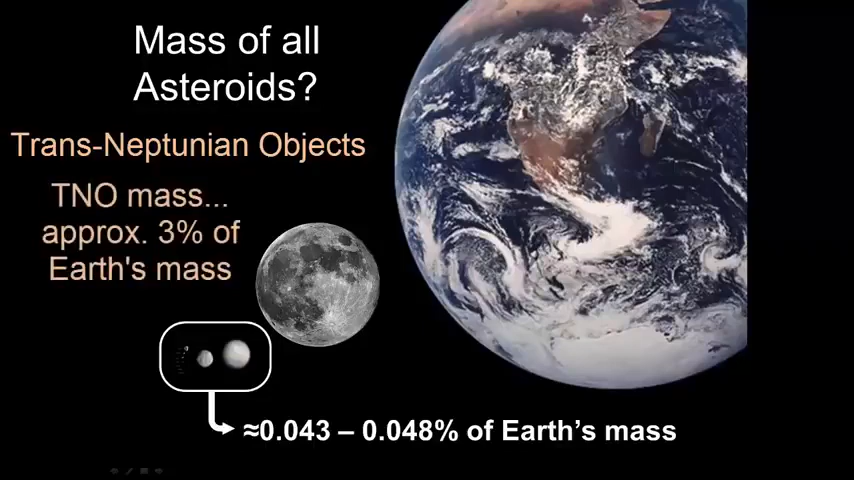 Mass of all
Asteroids?
Trans-Neptunian Objects
TNO mass...
approx. 3% of
Earth's mass
≈0.043 – 0.048% of Earth’s mass